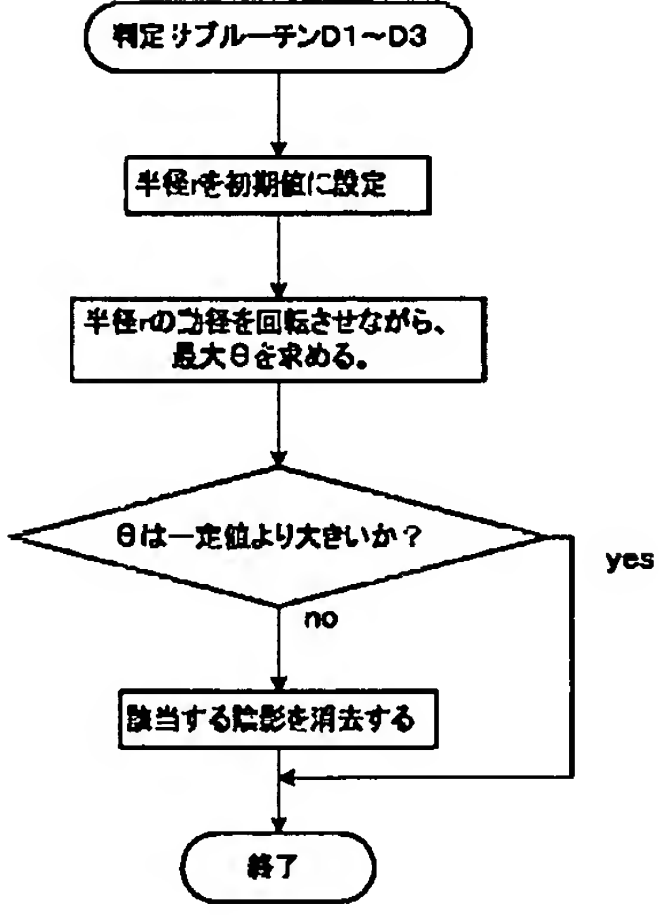 判定サブルーチンD1～D3
半径rを初期値に設定
半径rの動径を回転させながら、
最大θを求める。
θは一定値より大きいか？
yes
no
該当する陰影を消去する
終了